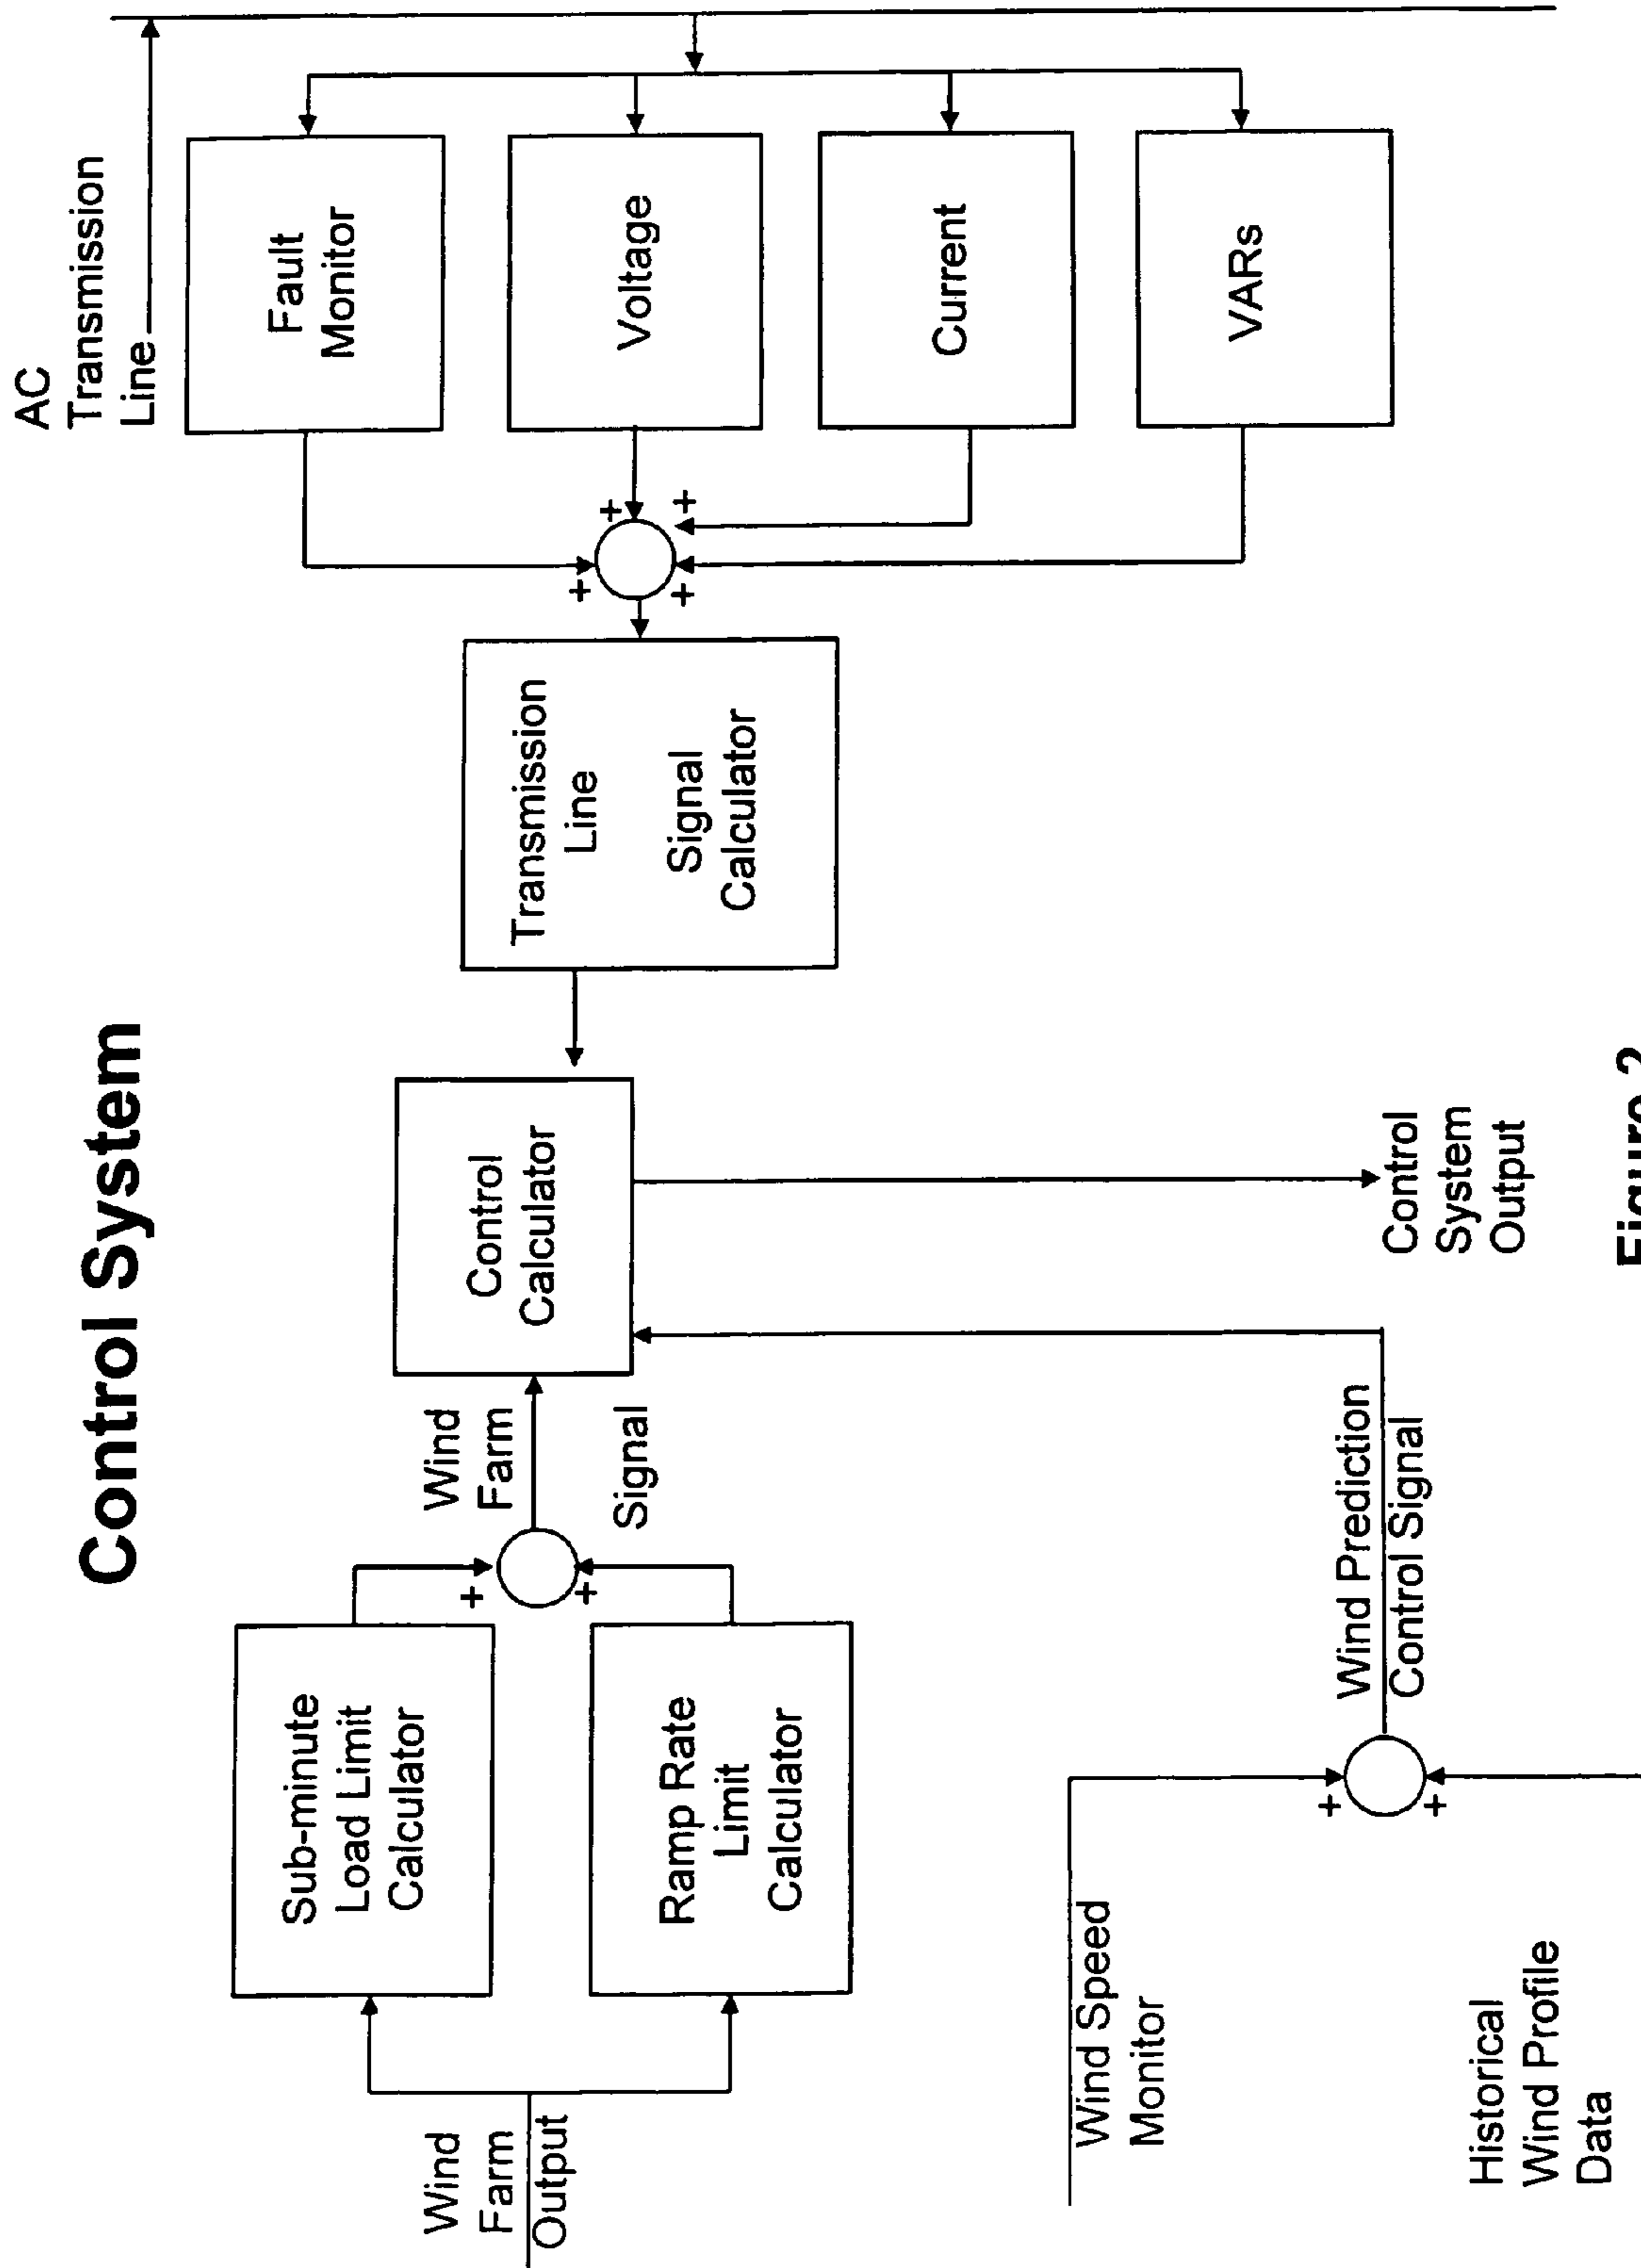 Control System
AC
Transmission
Line
Fault
Monitor
Voltage
Current
VARs
+
+
+
+
Transmission
Line
Signal
Calculator
Control
Calculator
Wind
Farm
Signal
+
+
Sub-minute
Load Limit
Calculator
Ramp Rate
Limit
Calculator
Wind
Farm
Output
Control
System
Output
Wind Prediction
Control Signal
+
+
Wind Speed
Monitor
Historical
Wind Profile
Data
Figure 2